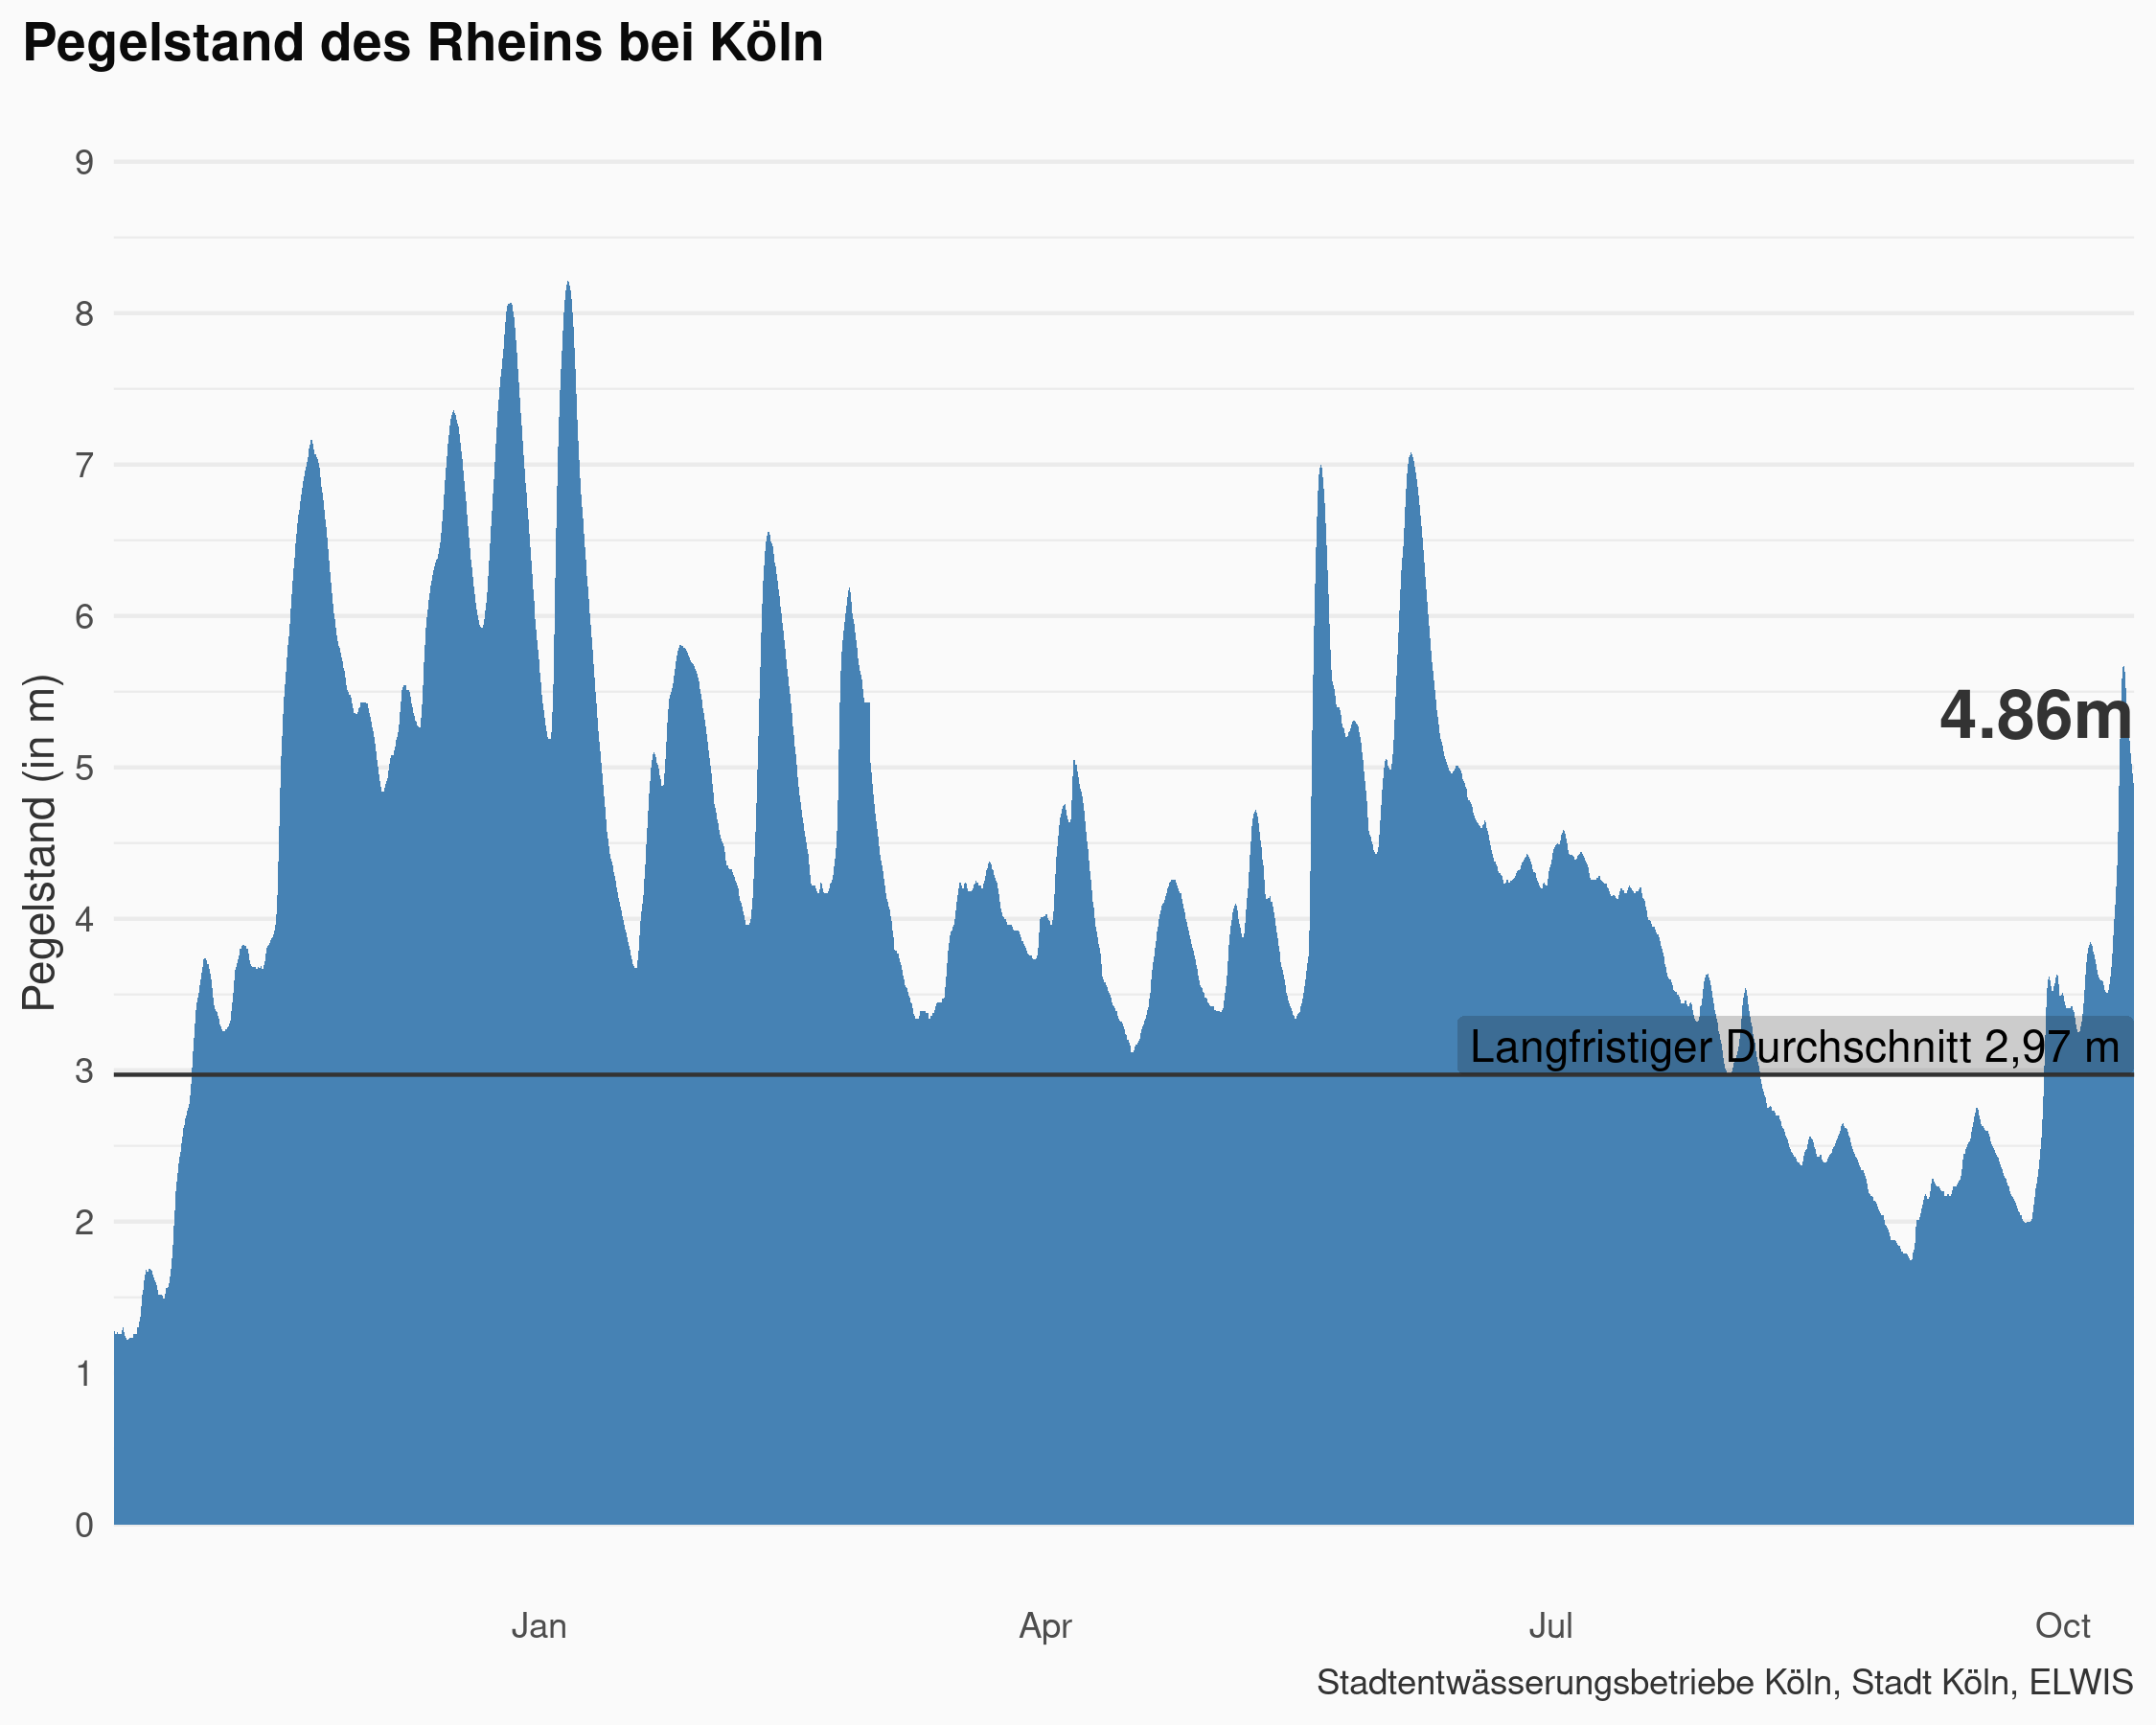 Pegelstand des Rheins bei Köln
Pegelstand (in m)
9
8
7
6
5
4
3
2
1
0
4.86m
Langfristiger Durchschnitt 2,97 m
Jan Apr Jul Oct
Stadtentwässerungsbetriebe Köln, Stadt Köln, ELWIS